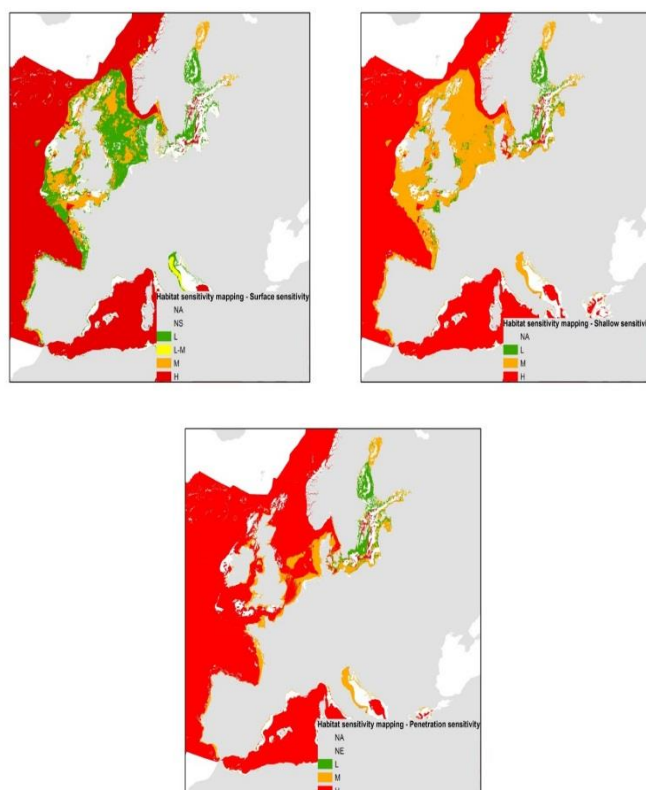 Habitat sensitivity mapping - Surface sensitivity
NA
NS
L
L-M
M
H
Habitat sensitivity mapping - Shallow sensitiv
NA
L
M
H
Habitat sensitivity mapping - Penetration sensitivity
NA
NE
L
M
H